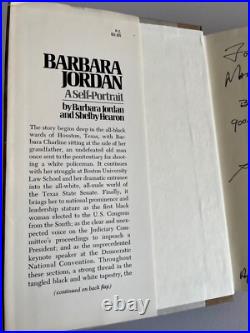 BARBARA
JORDAN
A Self-Portrait
by Barbara Jordan
and Shelby Hearon
The story began deep in the all-black
wards of Houston, Texas, with Bar-
bara Charline sitting at the side of her
grandfather, an undefeated old man
once sent to the penitentiary for shoot-
ing a white policeman. It continues
with her struggle at Boston University
Law School and her dramatic entrance
into the all-white, all-male world of
the Texas State Senate. Finally, it
brings her to national prominence and
leadership stature as the first black
woman elected to the U.S. Congress
from the South; as the clear and unex-
pected voice on the Judiciary Com-
mittee's proceedings to impeach a
President; and as the unprecedented
keynote speaker at the Democratic
National Convention. Throughout
these sections, a strong thread in the
tangled black and white tapestry, the
(continued on back flap)